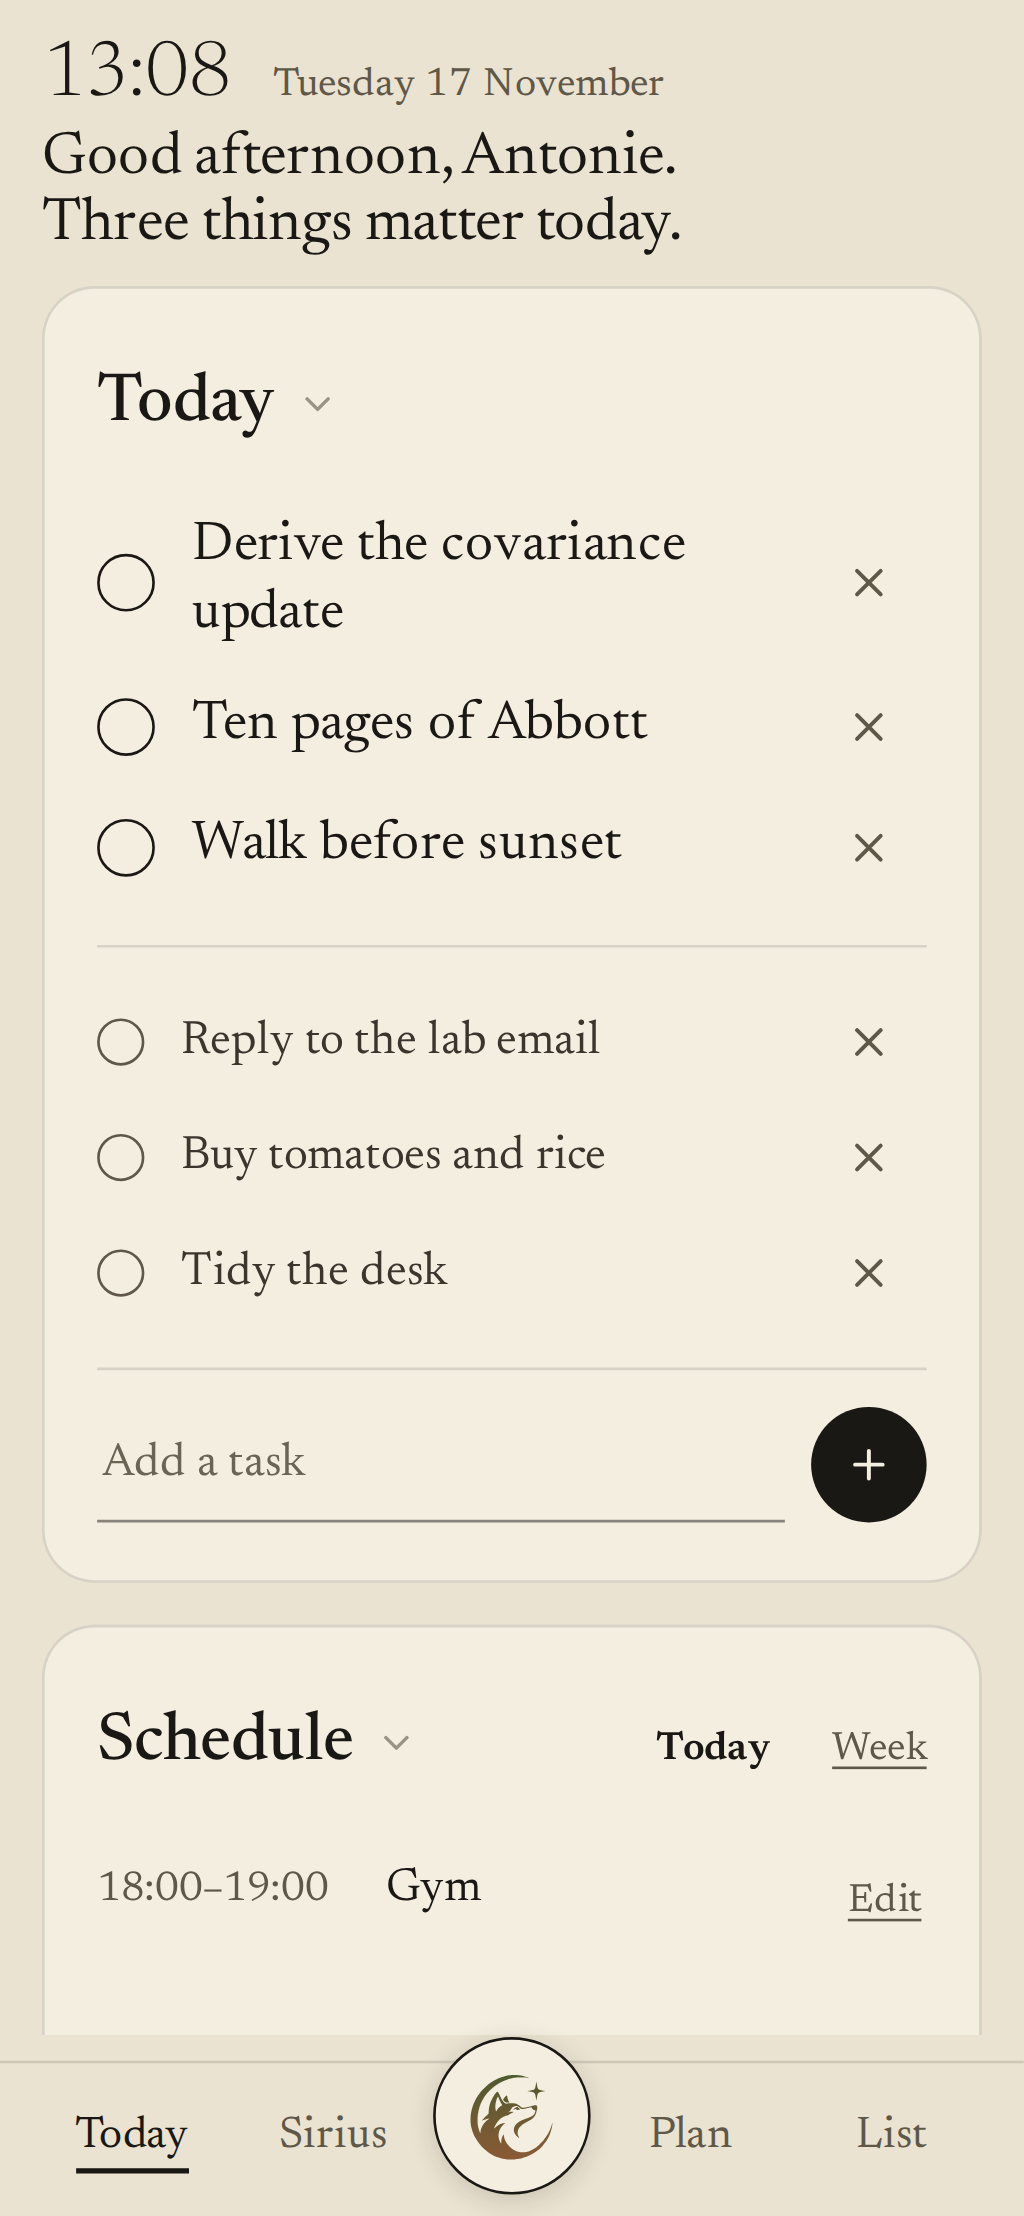 13:08 Tuesday 17 November
Good afternoon, Antonie.
Three things matter today.
Today
Derive the covariance
update
Ten pages of Abbott
Walk before sunset
Reply to the lab email
Buy tomatoes and rice
Tidy the desk
Add a task
Schedule Today Week
18:00–19:00 Gym Edit
Today Sirius Plan List